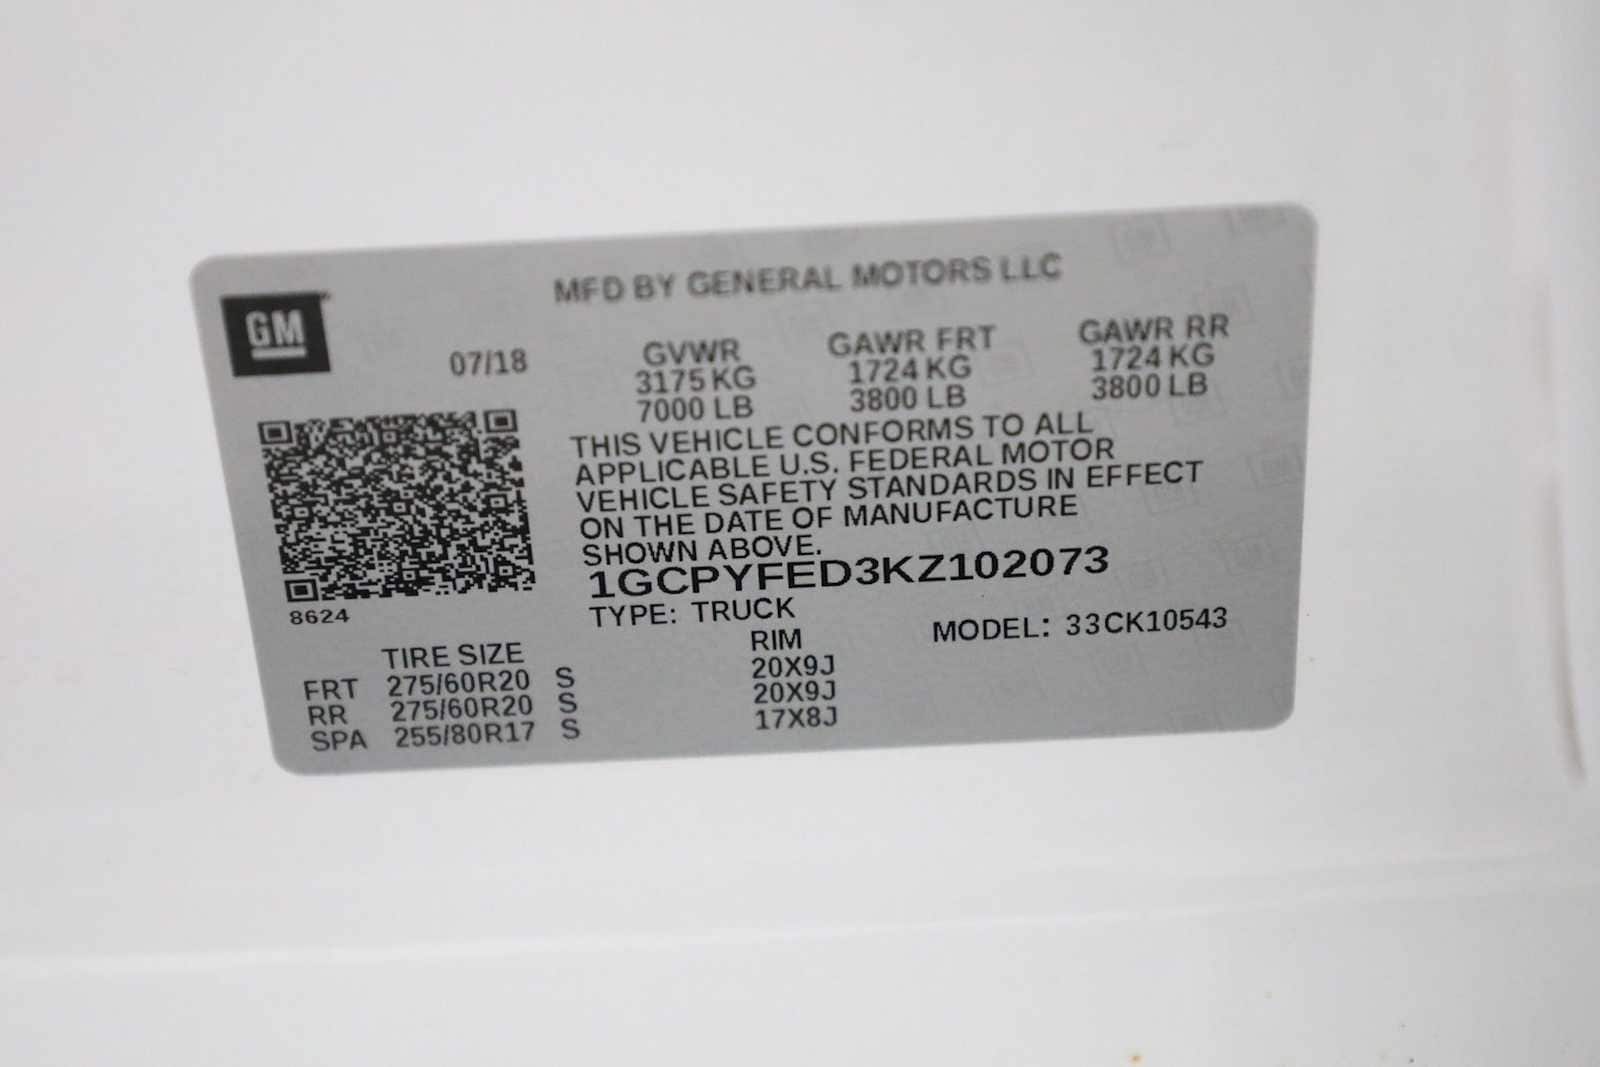 MFD BY GENERAL MOTORS LLC
GM
07/18 GVWR GAWR FRT GAWR RR
3175 KG 1724 KG 1724 KG
7000 LB 3800 LB 3800 LB
THIS VEHICLE CONFORMS TO ALL
APPLICABLE U.S. FEDERAL MOTOR
VEHICLE SAFETY STANDARDS IN EFFECT
ON THE DATE OF MANUFACTURE
SHOWN ABOVE.
1GCPYFED3KZ102073
8624
TYPE: TRUCK MODEL: 33CK10543
TIRE SIZE RIM
FRT 275/60R20 S 20X9J
RR 275/60R20 S 20X9J
SPA 255/80R17 S 17X8J